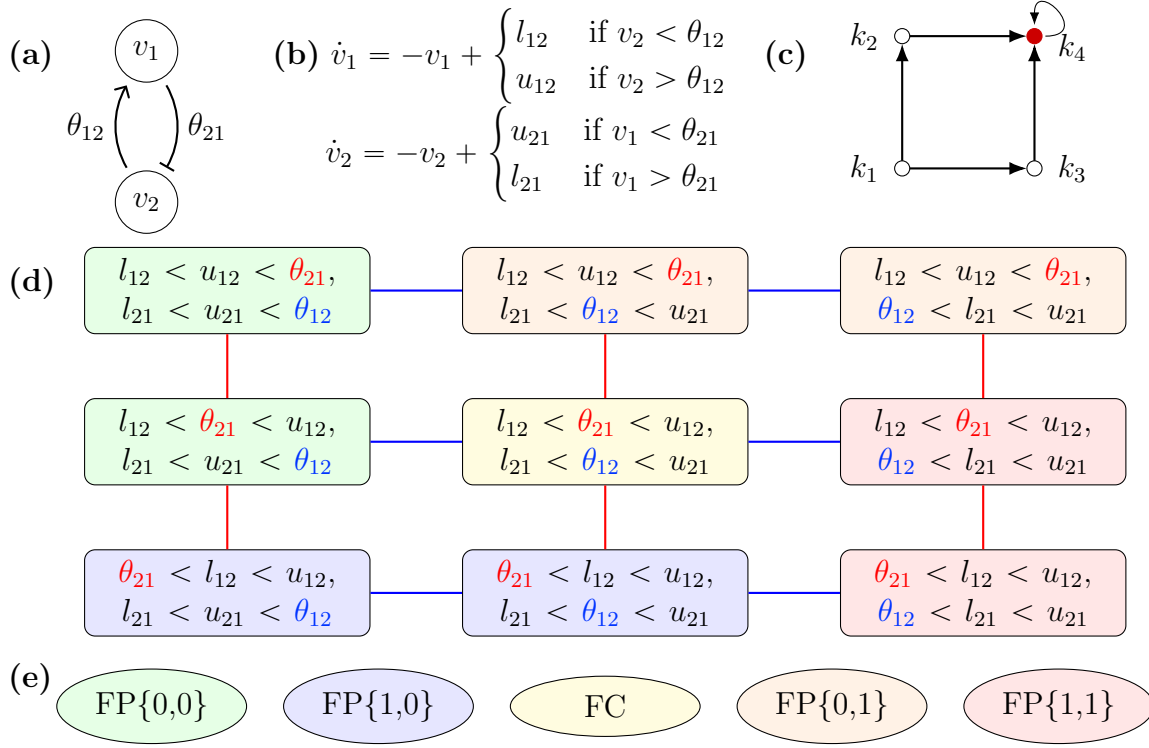 (a)
v₁
θ₁₂
θ₂₁
v₂
(b) v̇₁ = −v₁ + { l₁₂ if v₂ < θ₁₂
u₁₂ if v₂ > θ₁₂
v̇₂ = −v₂ + { u₂₁ if v₁ < θ₂₁
l₂₁ if v₁ > θ₂₁
(c)
k₂
k₄
k₁
k₃
(d)
l₁₂ < u₁₂ < θ₂₁,
l₂₁ < u₂₁ < θ₁₂
l₁₂ < u₁₂ < θ₂₁,
l₂₁ < θ₁₂ < u₂₁
l₁₂ < u₁₂ < θ₂₁,
θ₁₂ < l₂₁ < u₂₁
l₁₂ < θ₂₁ < u₁₂,
l₂₁ < u₂₁ < θ₁₂
l₁₂ < θ₂₁ < u₁₂,
l₂₁ < θ₁₂ < u₂₁
l₁₂ < θ₂₁ < u₁₂,
θ₁₂ < l₂₁ < u₂₁
θ₂₁ < l₁₂ < u₁₂,
l₂₁ < u₂₁ < θ₁₂
θ₂₁ < l₁₂ < u₁₂,
l₂₁ < θ₁₂ < u₂₁
θ₂₁ < l₁₂ < u₁₂,
θ₁₂ < l₂₁ < u₂₁
(e)
FP{0,0}
FP{1,0}
FC
FP{0,1}
FP{1,1}